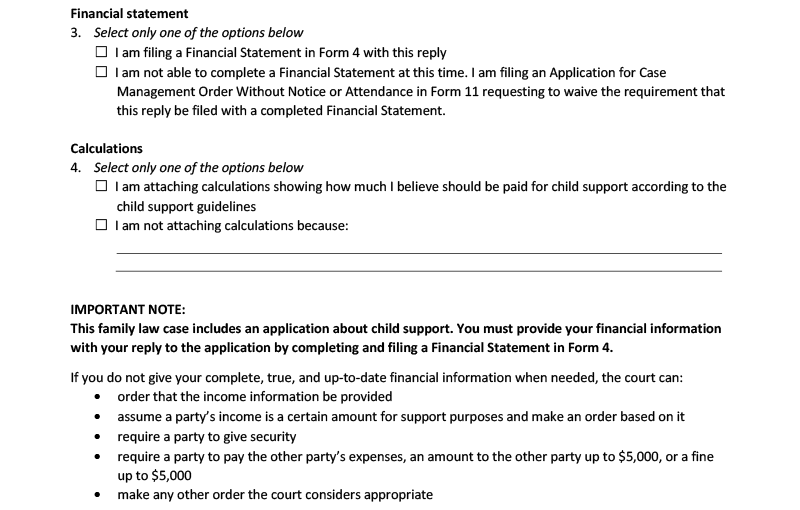 Financial statement
3. Select only one of the options below
☐ I am filing a Financial Statement in Form 4 with this reply
☐ I am not able to complete a Financial Statement at this time. I am filing an Application for Case
Management Order Without Notice or Attendance in Form 11 requesting to waive the requirement that
this reply be filed with a completed Financial Statement.
Calculations
4. Select only one of the options below
☐ I am attaching calculations showing how much I believe should be paid for child support according to the
child support guidelines
☐ I am not attaching calculations because:
IMPORTANT NOTE:
This family law case includes an application about child support. You must provide your financial information
with your reply to the application by completing and filing a Financial Statement in Form 4.
If you do not give your complete, true, and up-to-date financial information when needed, the court can:
• order that the income information be provided
• assume a party's income is a certain amount for support purposes and make an order based on it
• require a party to give security
• require a party to pay the other party's expenses, an amount to the other party up to $5,000, or a fine
up to $5,000
• make any other order the court considers appropriate